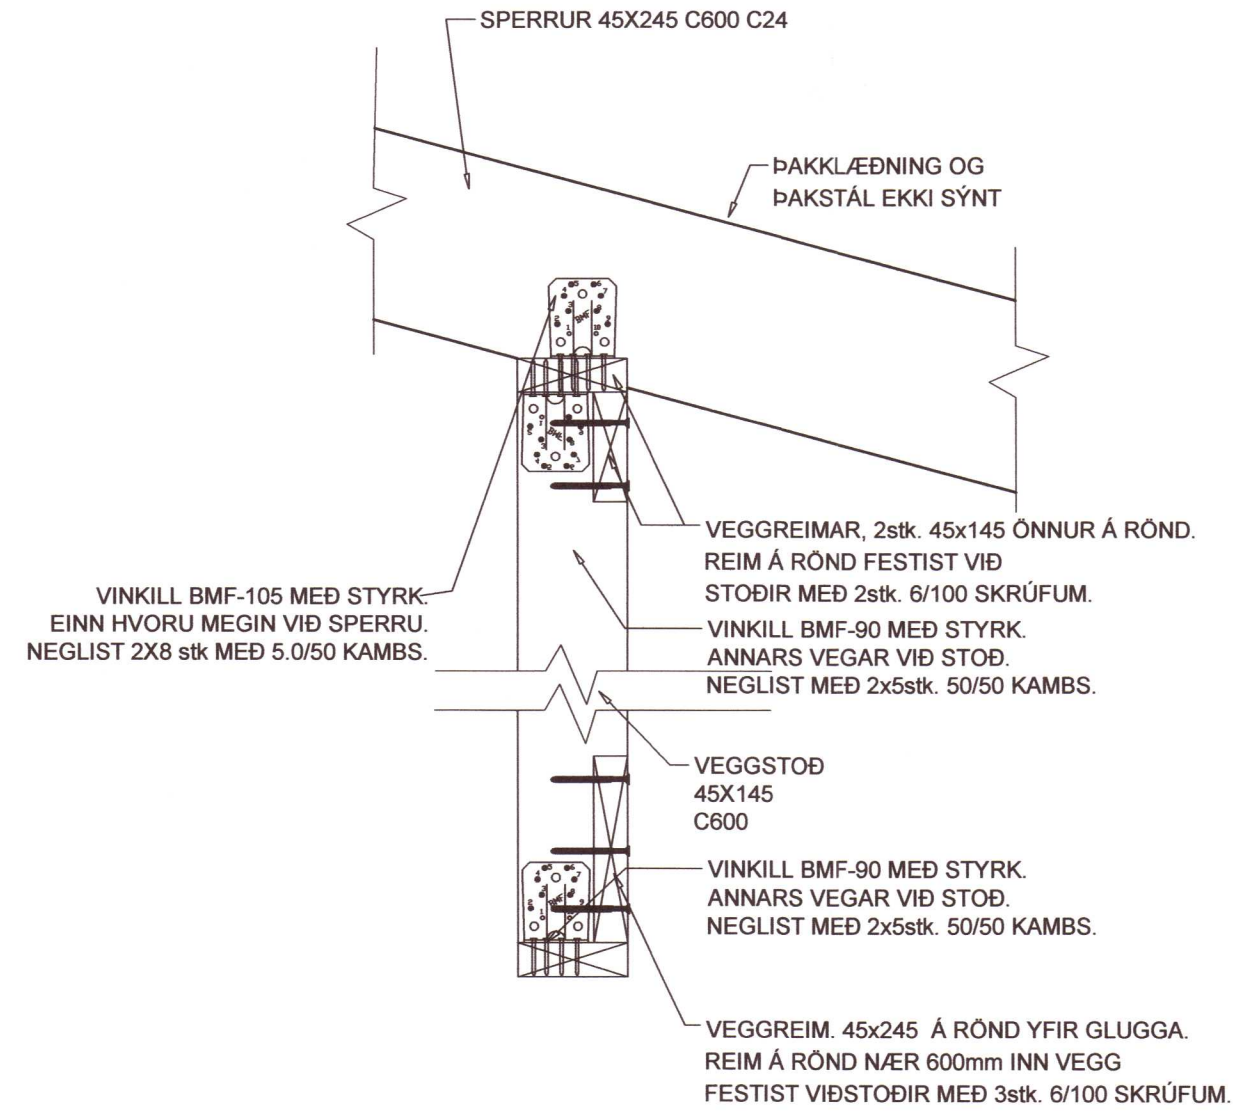 SPERRUR 45X245 C600 C24
ÞAKKLÆÐNING OG
ÞAKSTÁL EKKI SÝNT
VEGGREIMAR, 2stk. 45x145 ÖNNUR Á RÖND.
REIM Á RÖND FESTIST VIÐ
STOÐIR MEÐ 2stk. 6/100 SKRÚFUM.
VINKILL BMF-105 MEÐ STYRK.
EINN HVORU MEGIN VIÐ SPERRU.
NEGLIST 2X8 stk MEÐ 5.0/50 KAMBS.
VINKILL BMF-90 MEÐ STYRK.
ANNARS VEGAR VIÐ STOÐ.
NEGLIST MEÐ 2x5stk. 50/50 KAMBS.
VEGGSTOÐ
45X145
C600
VINKILL BMF-90 MEÐ STYRK.
ANNARS VEGAR VIÐ STOÐ.
NEGLIST MEÐ 2x5stk. 50/50 KAMBS.
VEGGREIM. 45x245 Á RÖND YFIR GLUGGA.
REIM Á RÖND NÆR 600mm INN VEGG
FESTIST VIÐSTOÐIR MEÐ 3stk. 6/100 SKRÚFUM.